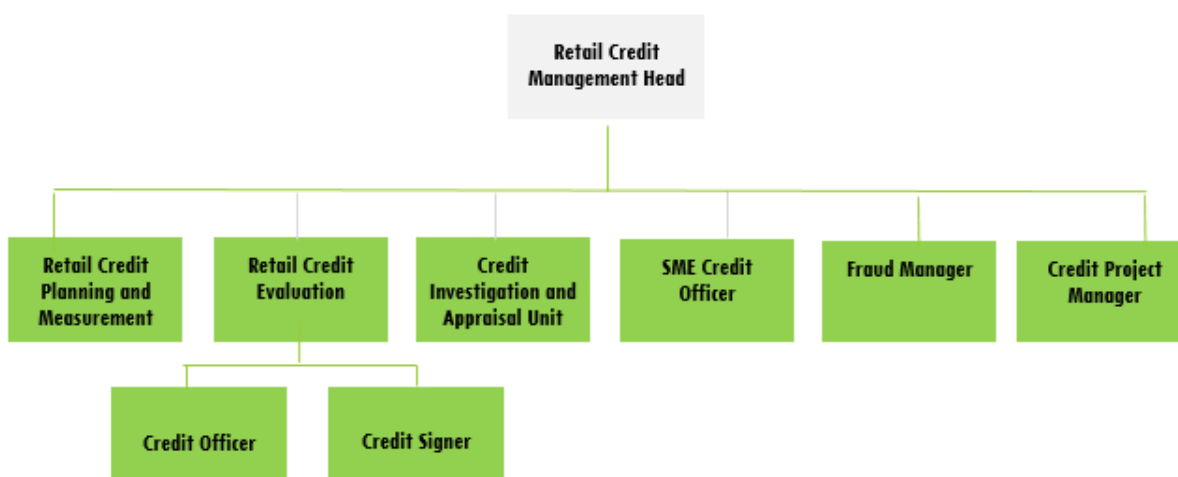 Retail Credit
Management Head
Retail Credit
Planning and
Measurement
Retail Credit
Evaluation
Credit
Investigation and
Appraisal Unit
SME Credit
Officer
Fraud Manager
Credit Project
Manager
Credit Officer
Credit Signer